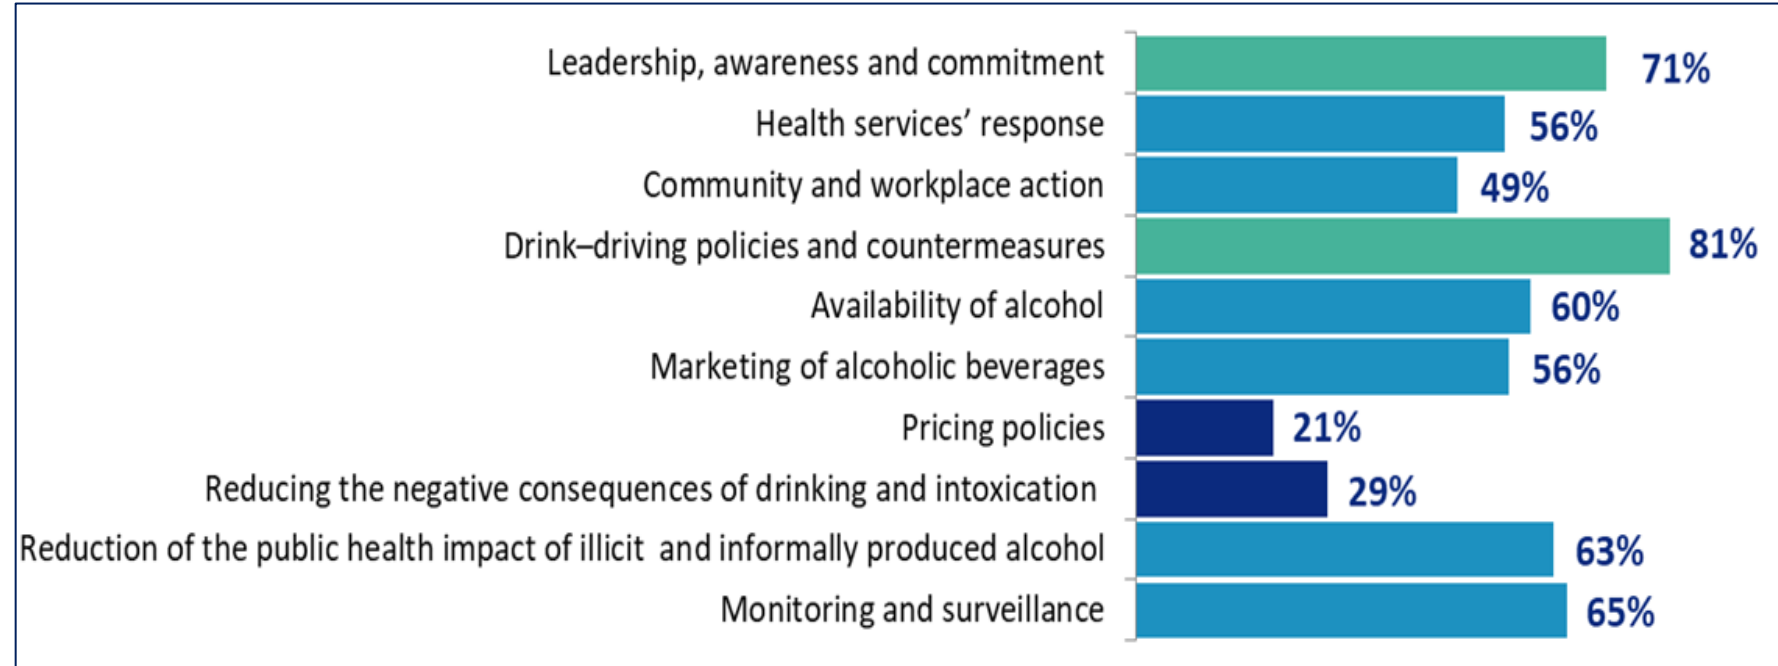 Leadership, awareness and commitment 71%
Health services’ response 56%
Community and workplace action 49%
Drink–driving policies and countermeasures 81%
Availability of alcohol 60%
Marketing of alcoholic beverages 56%
Pricing policies 21%
Reducing the negative consequences of drinking and intoxication 29%
Reduction of the public health impact of illicit and informally produced alcohol 63%
Monitoring and surveillance 65%